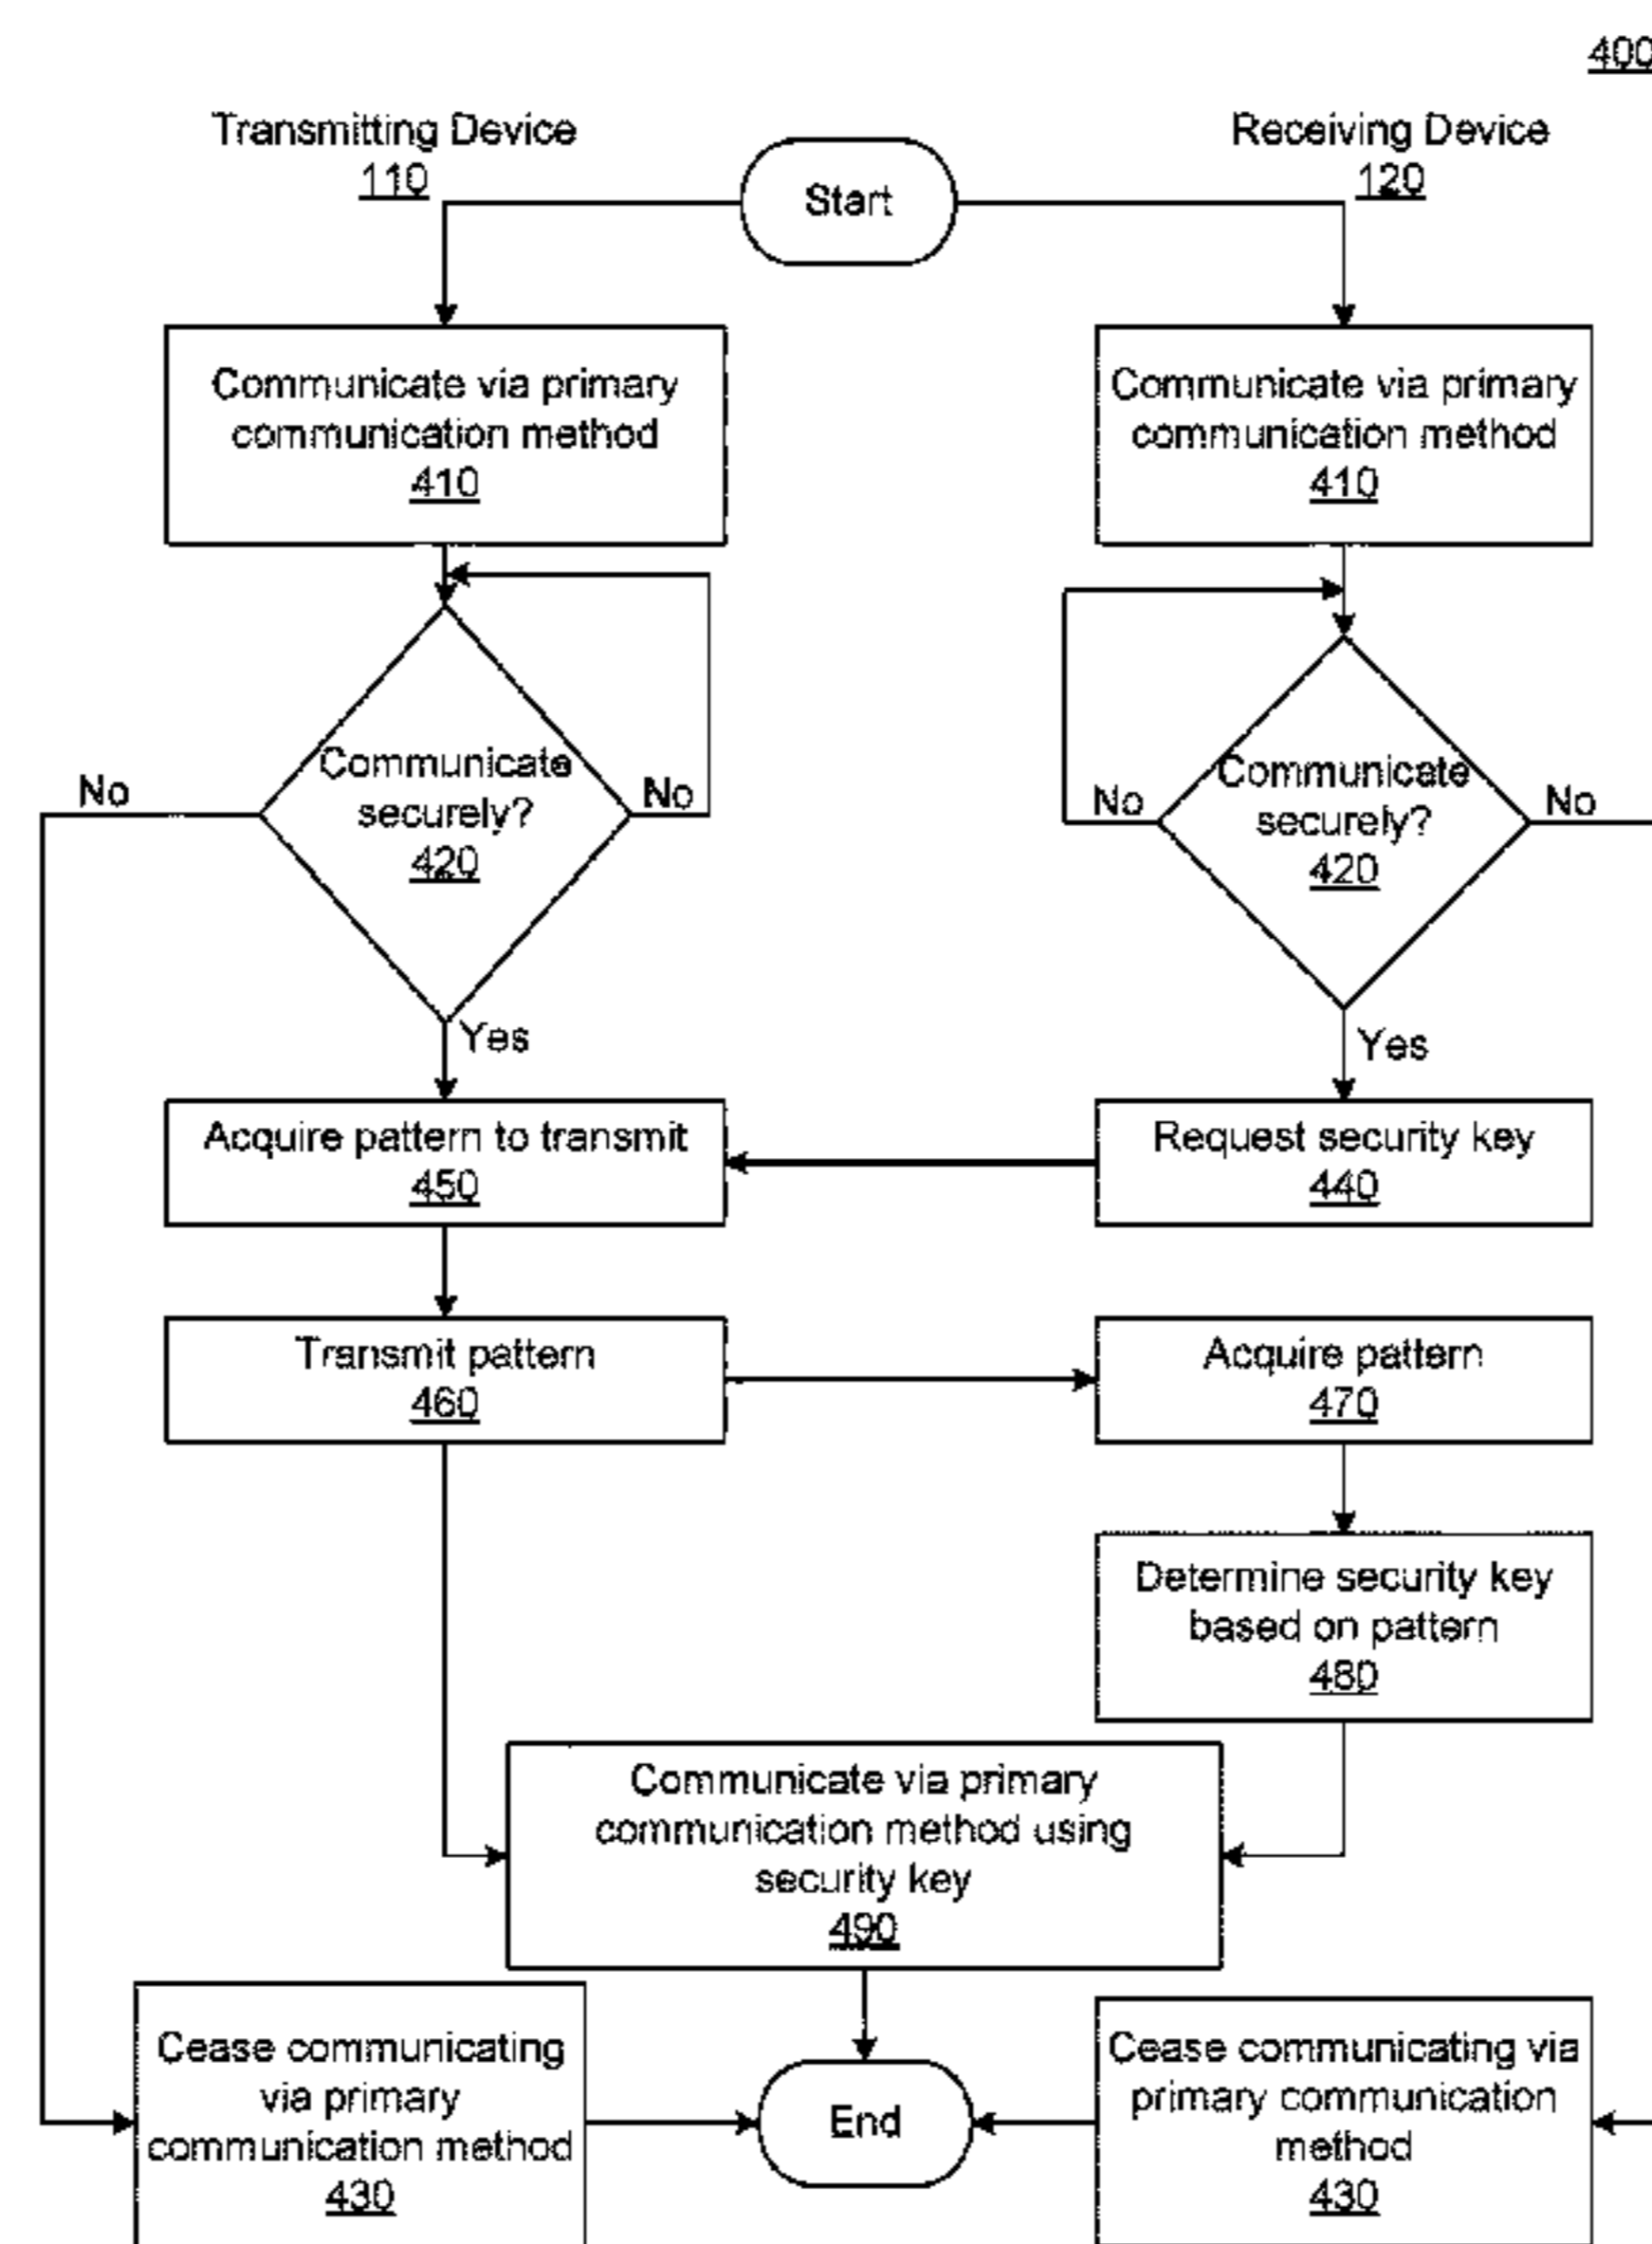 400
Transmitting Device
110
Start
Receiving Device
120
Communicate via primary
communication method
410
Communicate via primary
communication method
410
Communicate
securely?
420
No
No
Yes
Communicate
securely?
420
No
No
Yes
Acquire pattern to transmit
450
Request security key
440
Transmit pattern
460
Acquire pattern
470
Determine security key
based on pattern
480
Communicate via primary
communication method using
security key
490
Cease communicating
via primary
communication method
430
End
Cease communicating via
primary communication
method
430